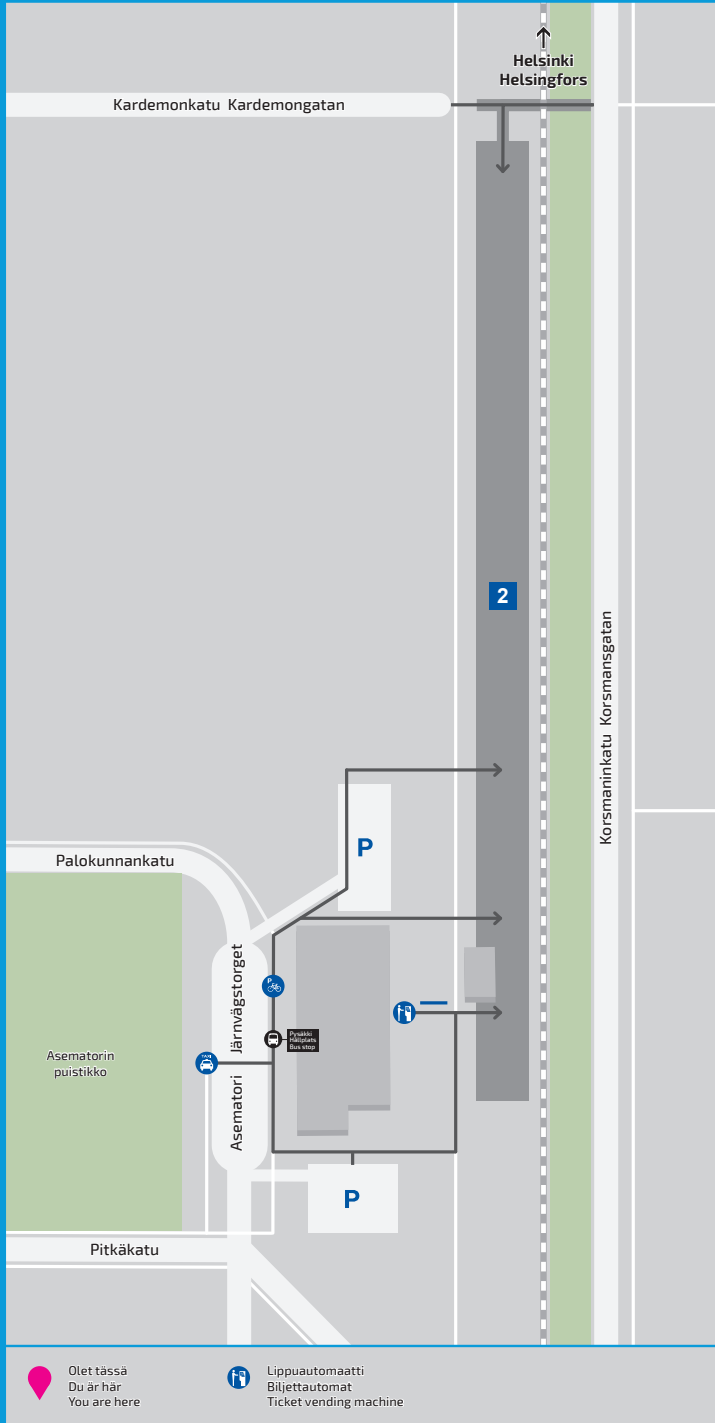 Helsinki
Helsingfors
Kardemonkatu Kardemongatan
2
Korsmaninkatu Korsmansgatan
P
Palokunnankatu
Asematori Järnvägstorget
P
Pysäkki
Hållplats
Bus stop
TAXI
Asematorin
puistikko
P
Pitkäkatu
Olet tässä
Du är här
You are here
Lippuautomaatti
Biljettautomat
Ticket vending machine